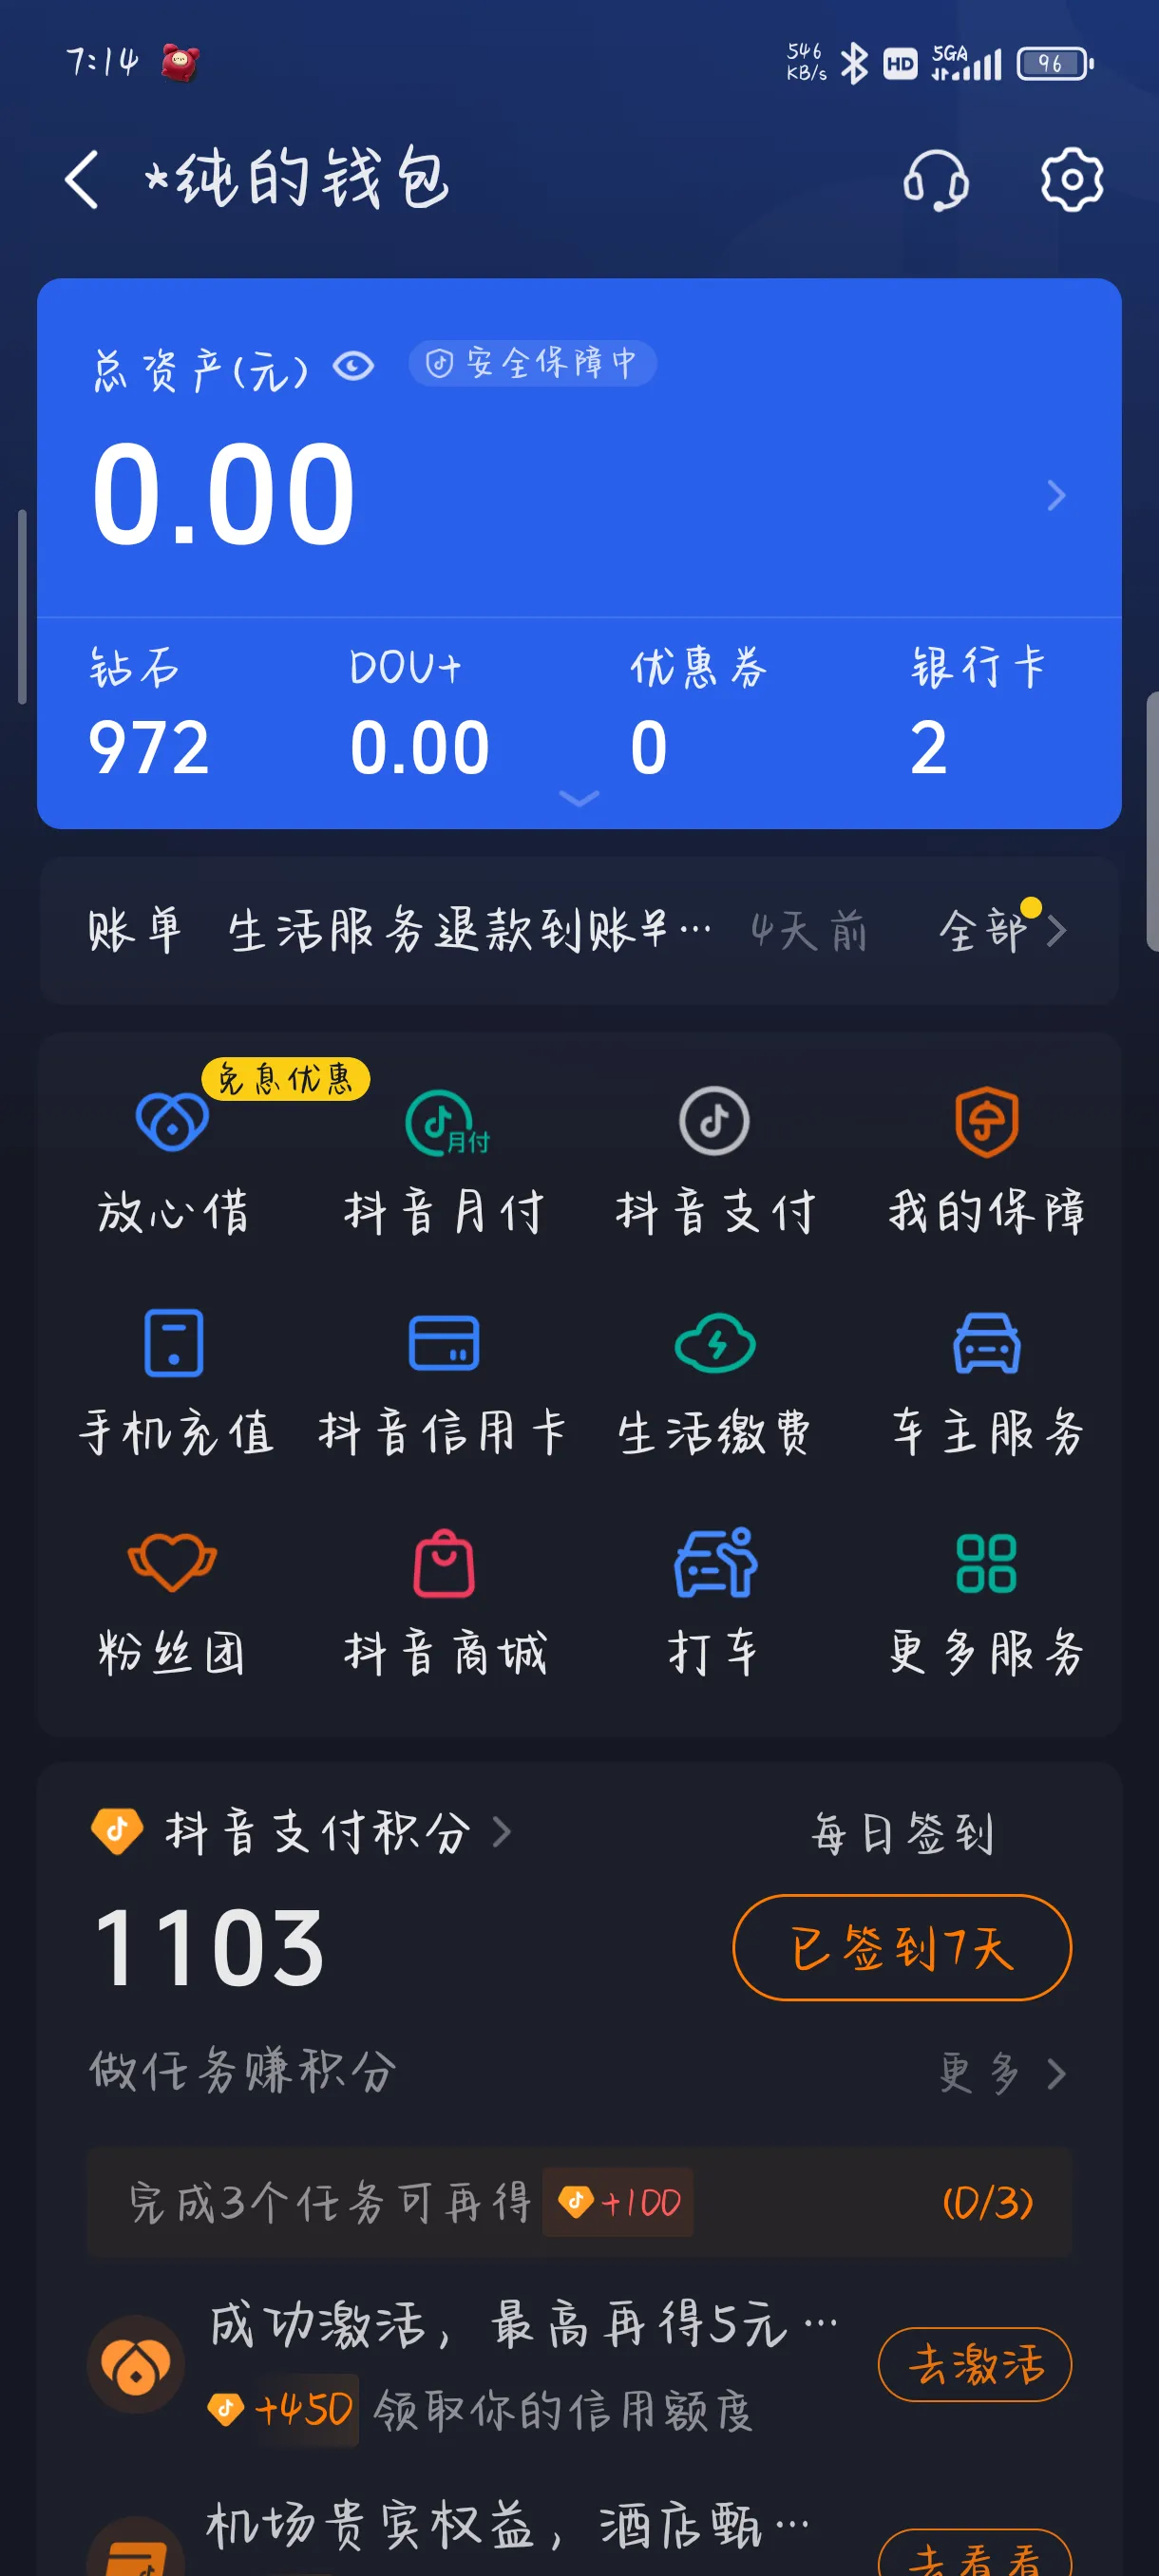 7:14 546 KB/s HD 5GA 96
*纯的钱包
总资产(元) 安全保障中
0.00
钻石 DOU+ 优惠券 银行卡
972 0.00 0 2
账单 生活服务退款到账单… 4天前 全部
免息优惠
月付
放心借 抖音月付 抖音支付 我的保障
手机充值 抖音信用卡 生活缴费 车主服务
粉丝团 抖音商城 打车 更多服务
抖音支付积分 每日签到
1103 已签到7天
做任务赚积分 更多
完成3个任务可再得 +100 (0/3)
成功激活，最高再得5元… 去激活
+450 领取你的信用额度
机场贵宾权益，酒店甄… 去看看